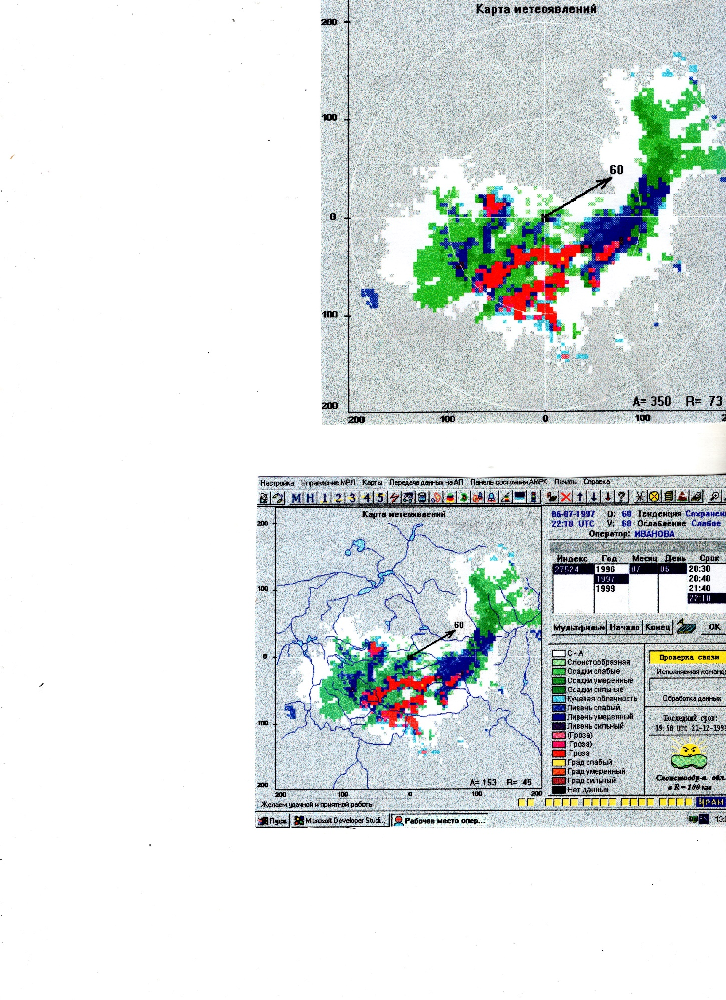 Карта метеоявлений
200
100
0
100
200
60
A= 350 R= 73
200 100 0 100
Настройка Управление МРЛ Карты Передача данных на АП Панель состояния АМРК Печать Справка
М Н 1 2 3 4 5 ?
Карта метеоявлений
200
100
0
100
200
60
A= 153 R= 45
200 100 0 100 200
06-07-1997 D: 60 Тенденция Сохранен
22:10 UTC V: 60 Ослабление Слабое
Оператор: ИВАНОВА
Индекс Год Месяц День Срок
27524 1996 07 06 20:30
1997 20:40
1999 21:40
22:10
Мультфильм Начало Конец А OK
С - А
Слоистообразная
Осадки слабые
Осадки умеренные
Осадки сильные
Кучевая облачность
Ливень слабый
Ливень умеренный
Ливень сильный
(Гроза)
Гроза)
Гроза
Град слабый
Град умеренный
Град сильный
Нет данных
Проверка связи
Исполняемая команда
Обработка данных
Последний срок:
09:58 UTC 21-12-199
Слоистообр-я обл.
в R = 100 км
Желаем удачной и приятной работы !
ЦРАМ
Пуск Microsoft Developer Studi... Рабочее место опер...
13: